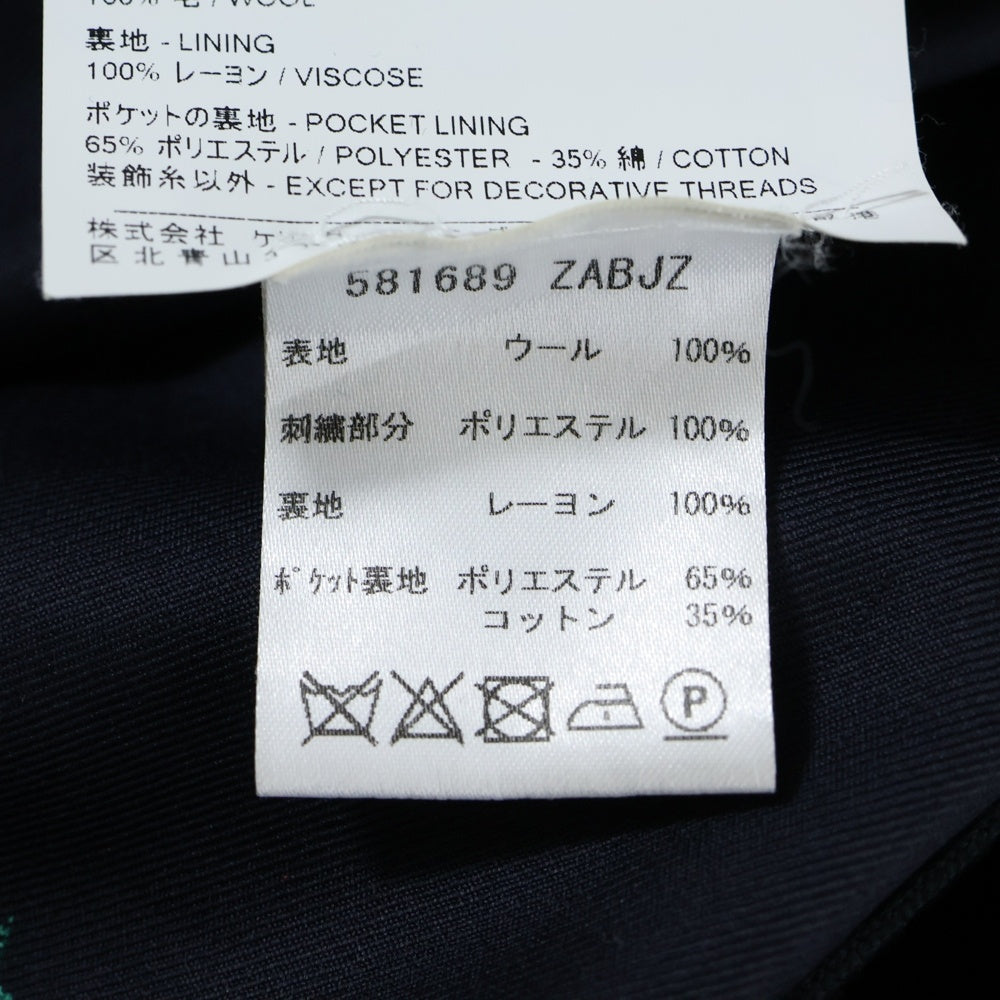 100% 毛 / WOOL
裏地 - LINING
100% レーヨン / VISCOSE
ポケットの裏地 - POCKET LINING
65% ポリエステル / POLYESTER - 35% 綿 / COTTON
装飾糸以外 - EXCEPT FOR DECORATIVE THREADS
株式会社
区北青山
581689 ZABJZ
表地 ウール 100%
刺繍部分 ポリエステル 100%
裏地 レーヨン 100%
ポケット裏地 ポリエステル 65%
コットン 35%
P